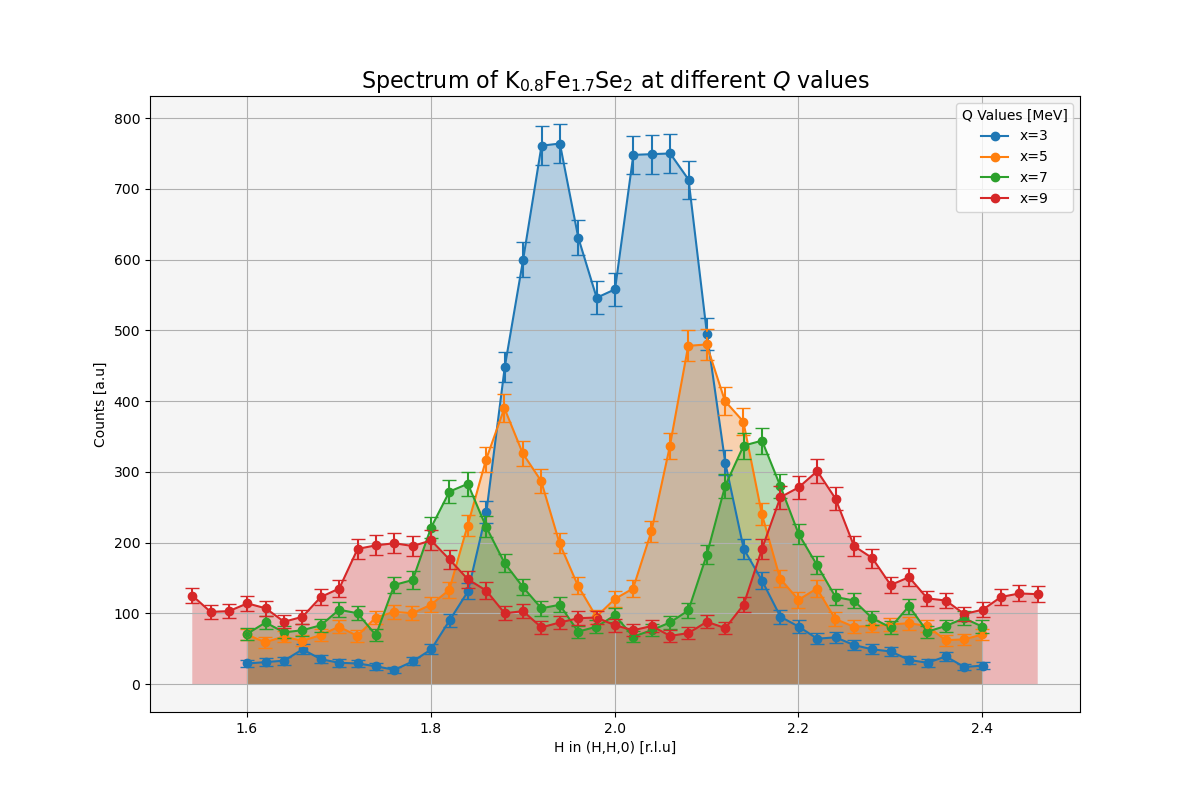 Spectrum of K₀.₈Fe₁.₇Se₂ at different Q values
Q Values [MeV]
x=3
x=5
x=7
x=9
Counts [a.u]
800
700
600
500
400
300
200
100
0
1.6 1.8 2.0 2.2 2.4
H in (H,H,0) [r.l.u]